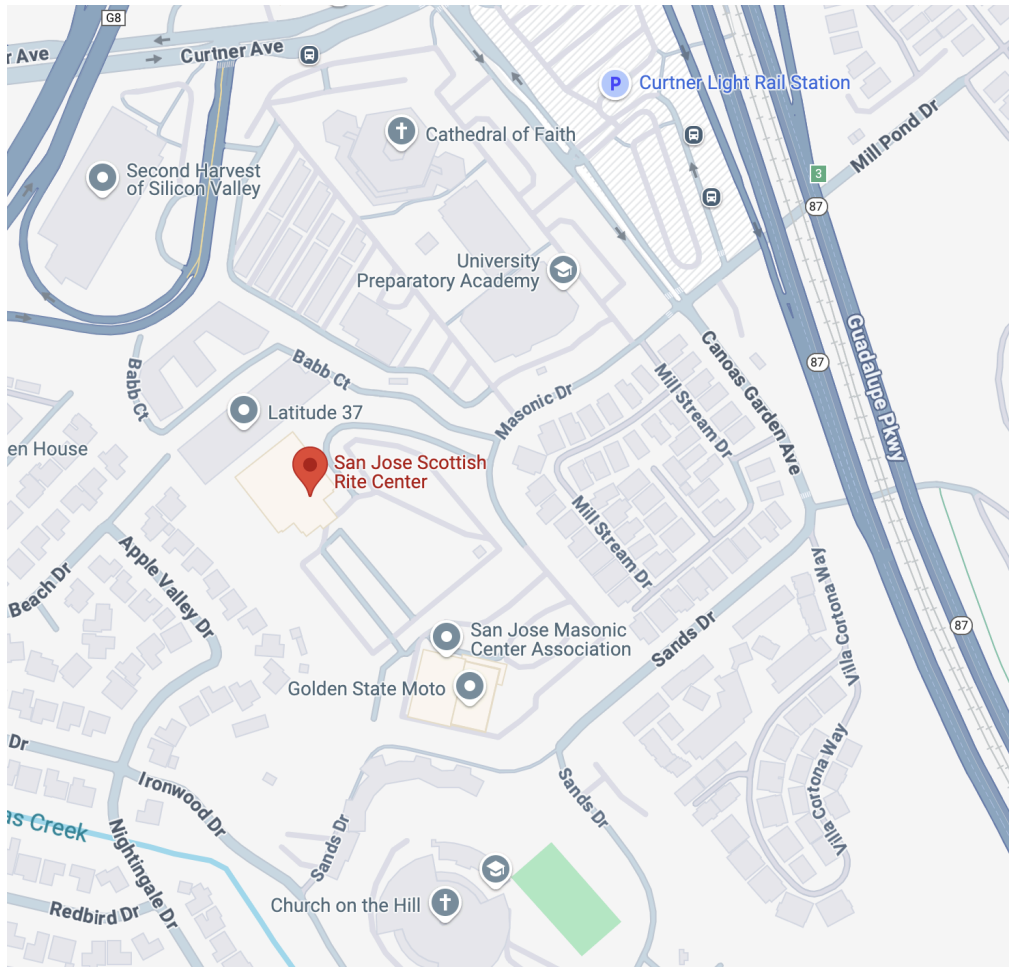 G8
r Ave
Curtner Ave
P
Curtner Light Rail Station
Mill Pond Dr
Cathedral of Faith
Second Harvest
of Silicon Valley
3
87
University
Preparatory Academy
Guadalupe Pkwy
87
Canoas Garden Ave
Babb Ct
Babb Ct
Mill Stream Dr
Masonic Dr
Latitude 37
en House
San Jose Scottish
Rite Center
Mill Stream Dr
Apple Valley Dr
Beach Dr
Villa Cortona Way
87
San Jose Masonic
Center Association
Sands Dr
Golden State Moto
Dr
Ironwood Dr
Sands Dr
Villa Cortona Way
as Creek
Nightingale Dr
Sands Dr
Church on the Hill
Redbird Dr